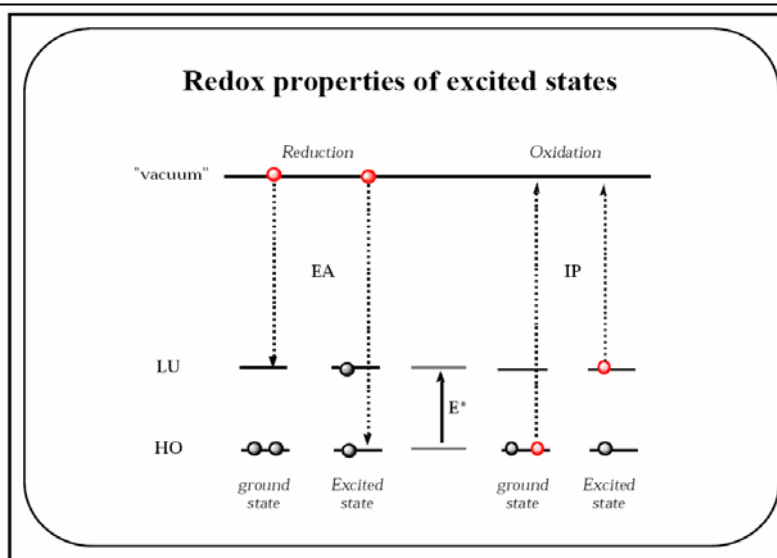 Redox properties of excited states
Reduction
Oxidation
"vacuum"
EA
IP
LU
E*
HO
ground
state
Excited
state
ground
state
Excited
state